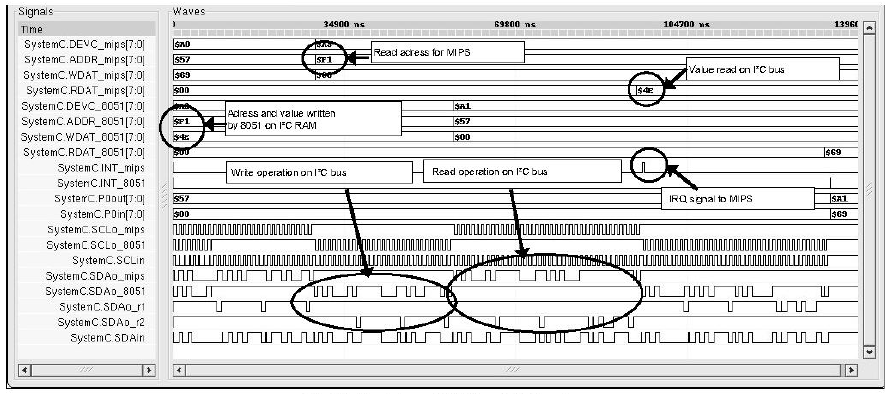 Signals
Waves
Time
34900 ns
69800 ns
104700 ns
13960
SystemC.DEVC_mips[7:0]
$A0
SystemC.ADDR_mips[7:0]
$57
$F1
Read adress for MIPS
SystemC.WDAT_mips[7:0]
$69
$00
Value read on I²C bus
SystemC.RDAT_mips[7:0]
$00
$4E
SystemC.DEVC_8051[7:0]
$A1
SystemC.ADDR_8051[7:0]
$F1
$57
Adress and value written
by 8051 on I²C RAM
SystemC.WDAT_8051[7:0]
$4E
$00
SystemC.RDAT_8051[7:0]
$00
$69
SystemC.INT_mips
Write operation on I²C bus
Read operation on I²C bus
SystemC.INT_8051
IRQ signal to MIPS
SystemC.P0out[7:0]
$57
$A1
SystemC.P0in[7:0]
$00
$69
SystemC.SCLo_mips
SystemC.SCLo_8051
SystemC.SCLin
SystemC.SDAo_mips
SystemC.SDAo_8051
SystemC.SDAo_r1
SystemC.SDAo_r2
SystemC.SDAin